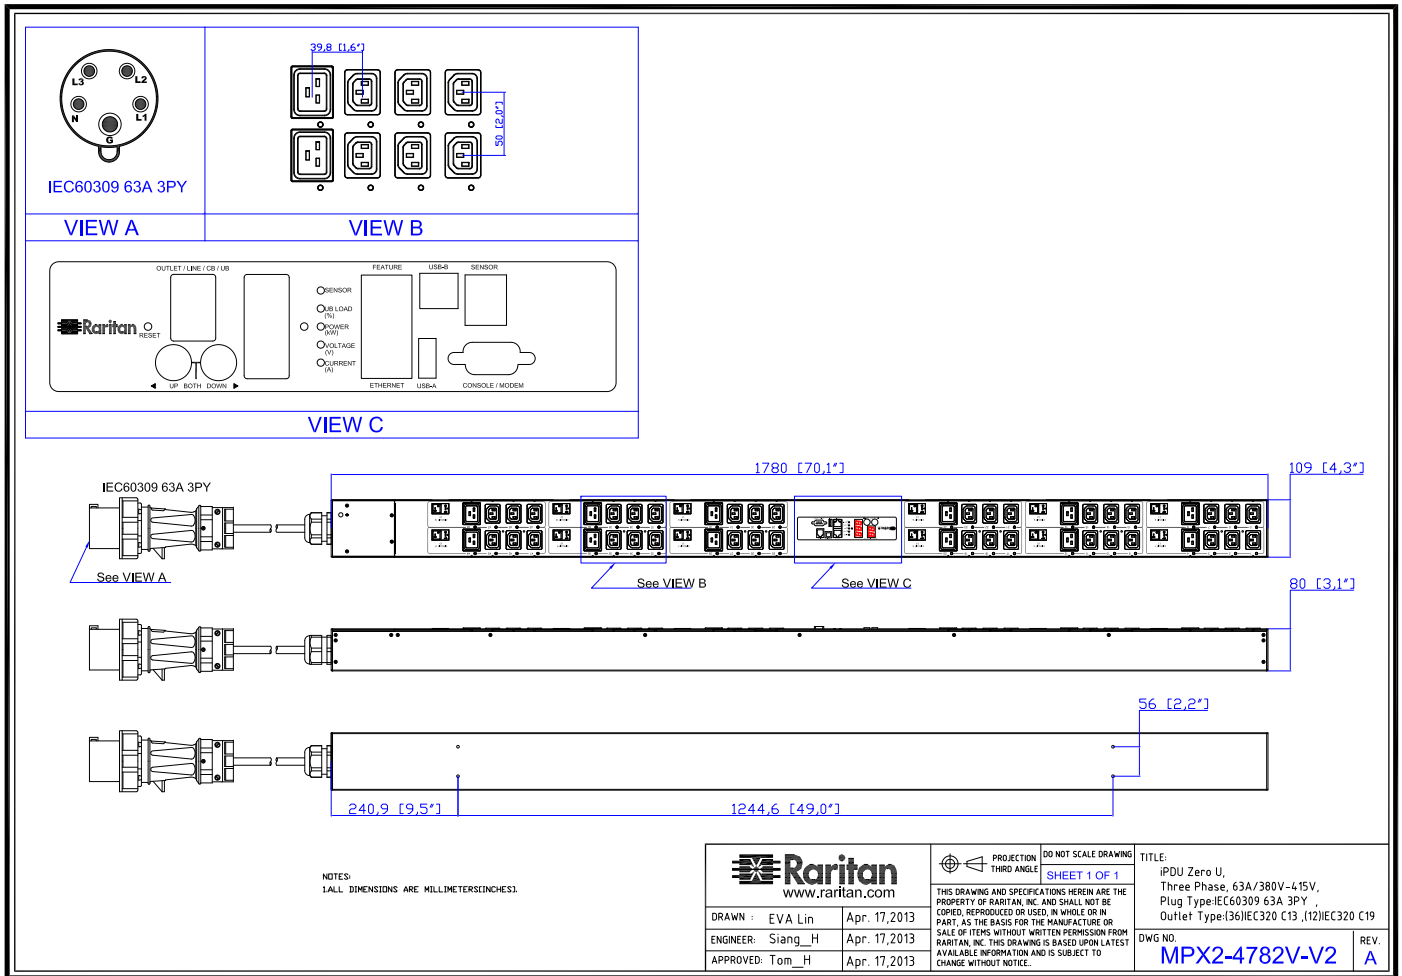 L3
L2
N
L1
G
IEC60309 63A 3PY
VIEW A
39,8 [1,6"]
50 [2,0"]
VIEW B
OUTLET / LINE / CB / UB
FEATURE
USB-B
SENSOR
Raritan
RESET
SENSOR
UB LOAD
(%)
POWER
(kW)
VOLTAGE
(V)
CURRENT
(A)
UP BOTH DOWN
ETHERNET
USB-A
CONSOLE / MODEM
VIEW C
1780 [70,1"]
109 [4,3"]
IEC60309 63A 3PY
See VIEW A
See VIEW B
See VIEW C
80 [3,1"]
56 [2,2"]
240,9 [9,5"]
1244,6 [49,0"]
NOTES:
1.ALL DIMENSIONS ARE MILLIMETERS[INCHES].
Raritan
www.raritan.com
DRAWN : EVA Lin Apr. 17,2013
ENGINEER: Siang__H Apr. 17,2013
APPROVED: Tom__H Apr. 17,2013
PROJECTION
THIRD ANGLE
DO NOT SCALE DRAWING
SHEET 1 OF 1
THIS DRAWING AND SPECIFICATIONS HEREIN ARE THE
PROPERTY OF RARITAN, INC. AND SHALL NOT BE
COPIED, REPRODUCED OR USED, IN WHOLE OR IN
PART, AS THE BASIS FOR THE MANUFACTURE OR
SALE OF ITEMS WITHOUT WRITTEN PERMISSION FROM
RARITAN, INC. THIS DRAWING IS BASED UPON LATEST
AVAILABLE INFORMATION AND IS SUBJECT TO
CHANGE WITHOUT NOTICE..
TITLE:
iPDU Zero U,
Three Phase, 63A/380V-415V,
Plug Type:IEC60309 63A 3PY ,
Outlet Type:(36)IEC320 C13 ,(12)IEC320 C19
DWG NO.
MPX2-4782V-V2
REV.
A